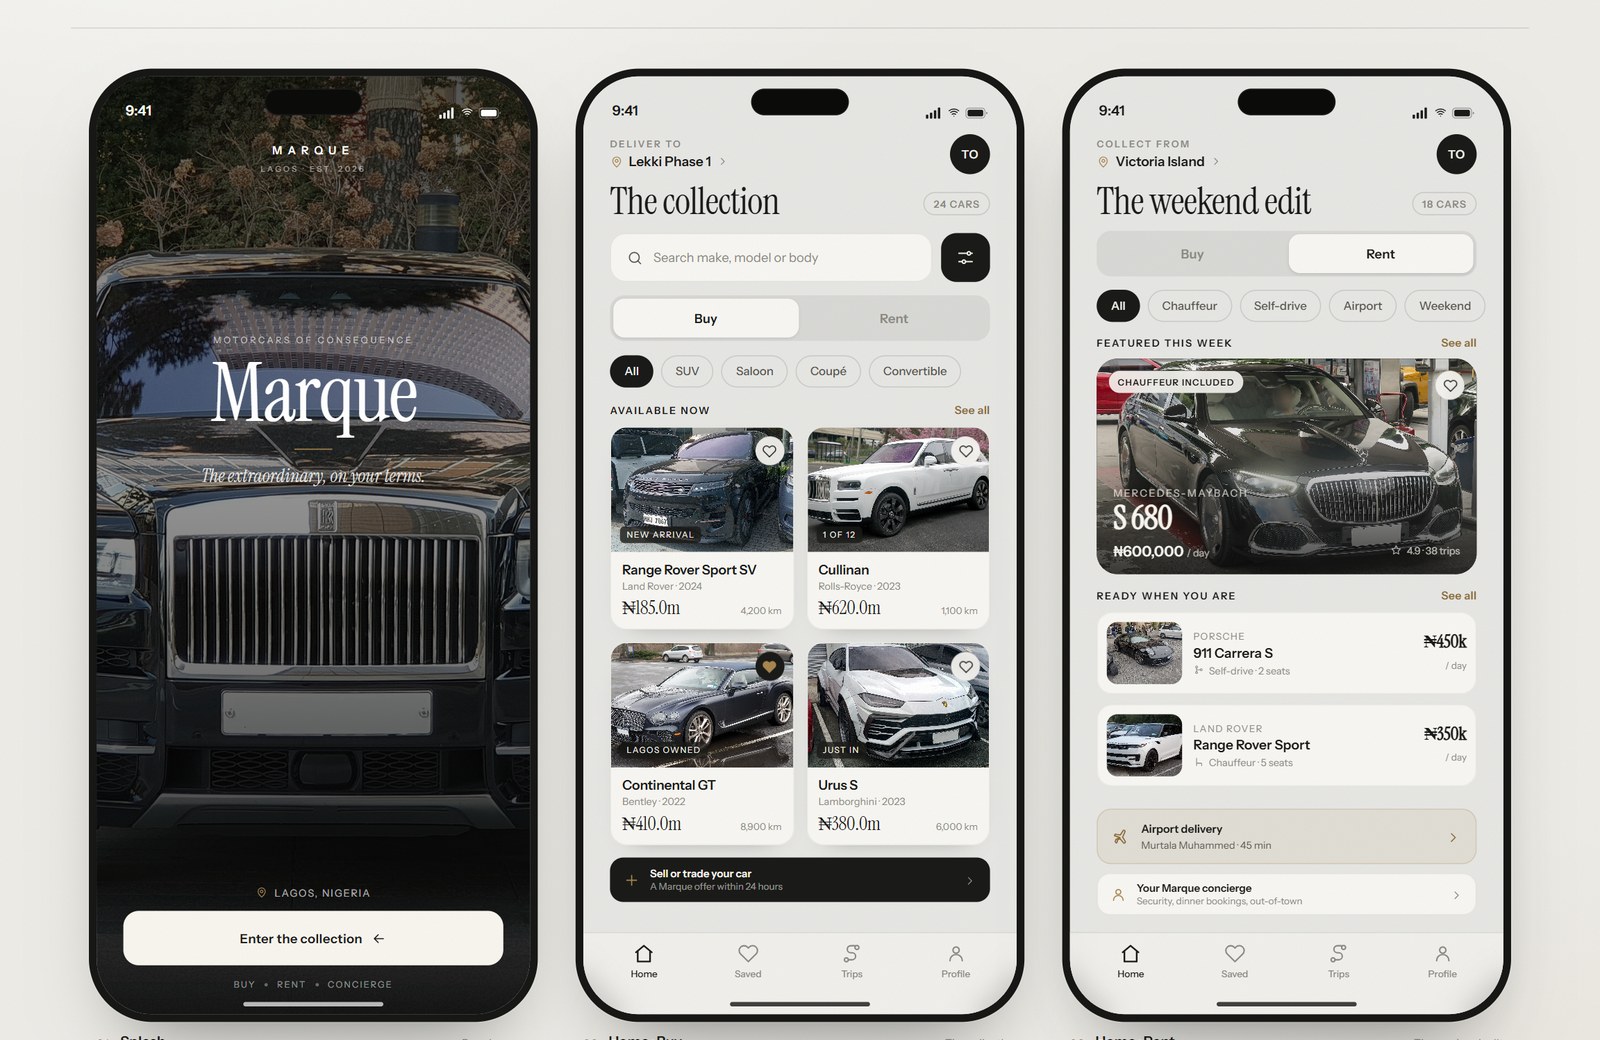 9:41
MARQUE
LAGOS · EST. 2026
MOTORCARS OF CONSEQUENCE
Marque
The extraordinary, on your terms.
LAGOS, NIGERIA
Enter the collection ←
BUY • RENT • CONCIERGE
Splash
9:41
DELIVER TO
Lekki Phase 1
TO
The collection
24 CARS
Search make, model or body
Buy
Rent
All
SUV
Saloon
Coupé
Convertible
AVAILABLE NOW
See all
NEW ARRIVAL
Range Rover Sport SV
Land Rover · 2024
₦185.0m
4,200 km
1 OF 12
Cullinan
Rolls-Royce · 2023
₦620.0m
1,100 km
LAGOS OWNED
Continental GT
Bentley · 2022
₦410.0m
8,900 km
JUST IN
Urus S
Lamborghini · 2023
₦380.0m
6,000 km
Sell or trade your car
A Marque offer within 24 hours
Home
Saved
Trips
Profile
9:41
COLLECT FROM
Victoria Island
TO
The weekend edit
18 CARS
Buy
Rent
All
Chauffeur
Self-drive
Airport
Weekend
FEATURED THIS WEEK
See all
CHAUFFEUR INCLUDED
MERCEDES-MAYBACH
S 680
₦600,000 / day
4.9 · 38 trips
READY WHEN YOU ARE
See all
PORSCHE
911 Carrera S
Self-drive · 2 seats
₦450k
/ day
LAND ROVER
Range Rover Sport
Chauffeur · 5 seats
₦350k
/ day
Airport delivery
Murtala Muhammed · 45 min
Your Marque concierge
Security, dinner bookings, out-of-town
Home
Saved
Trips
Profile